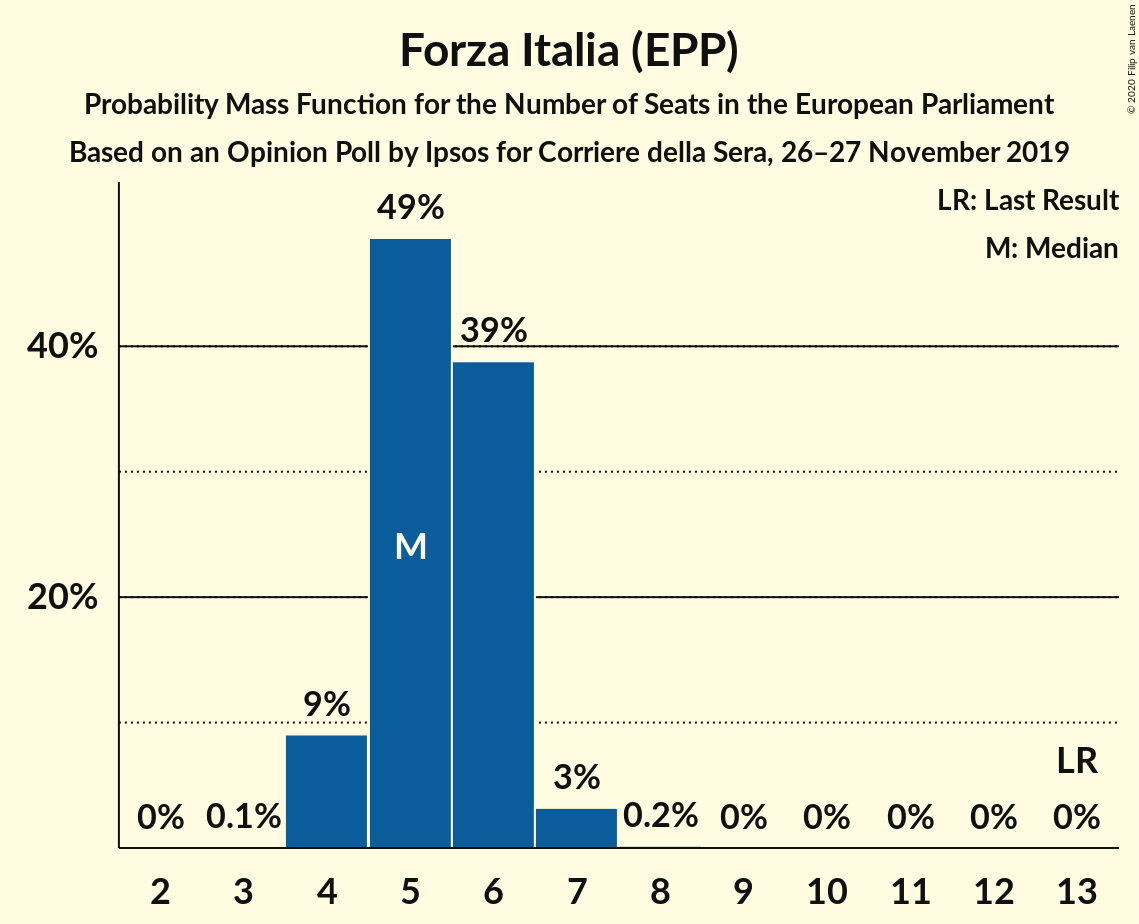 Forza Italia (EPP)
Probability Mass Function for the Number of Seats in the European Parliament
Based on an Opinion Poll by Ipsos for Corriere della Sera, 26–27 November 2019
© 2020 Filip van Laenen
LR: Last Result
M: Median
49%
39%
40%
M
20%
9%
3%
LR
0% 0.1% 0.2% 0% 0% 0% 0% 0%
2 3 4 5 6 7 8 9 10 11 12 13